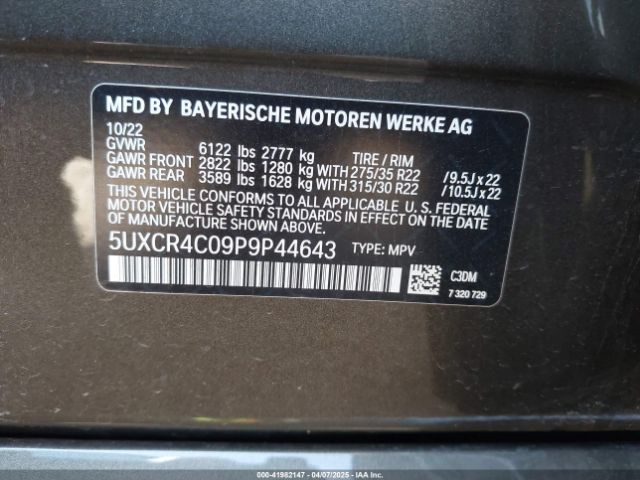 MFD BY BAYERISCHE MOTOREN WERKE AG
10/22
GVWR 6122 lbs 2777 kg TIRE / RIM
GAWR FRONT 2822 lbs 1280 kg WITH 275/35 R22 /9.5J x 22
GAWR REAR 3589 lbs 1628 kg WITH 315/30 R22 /10.5J x 22
THIS VEHICLE CONFORMS TO ALL APPLICABLE U. S. FEDERAL
MOTOR VEHICLE SAFETY STANDARDS IN EFFECT ON THE DATE
OF MANUFACTURE SHOWN ABOVE.
5UXCR4C09P9P44643 TYPE: MPV
C3DM
7 320 729
000-41982147 - 04/07/2025 - IAAI.COM